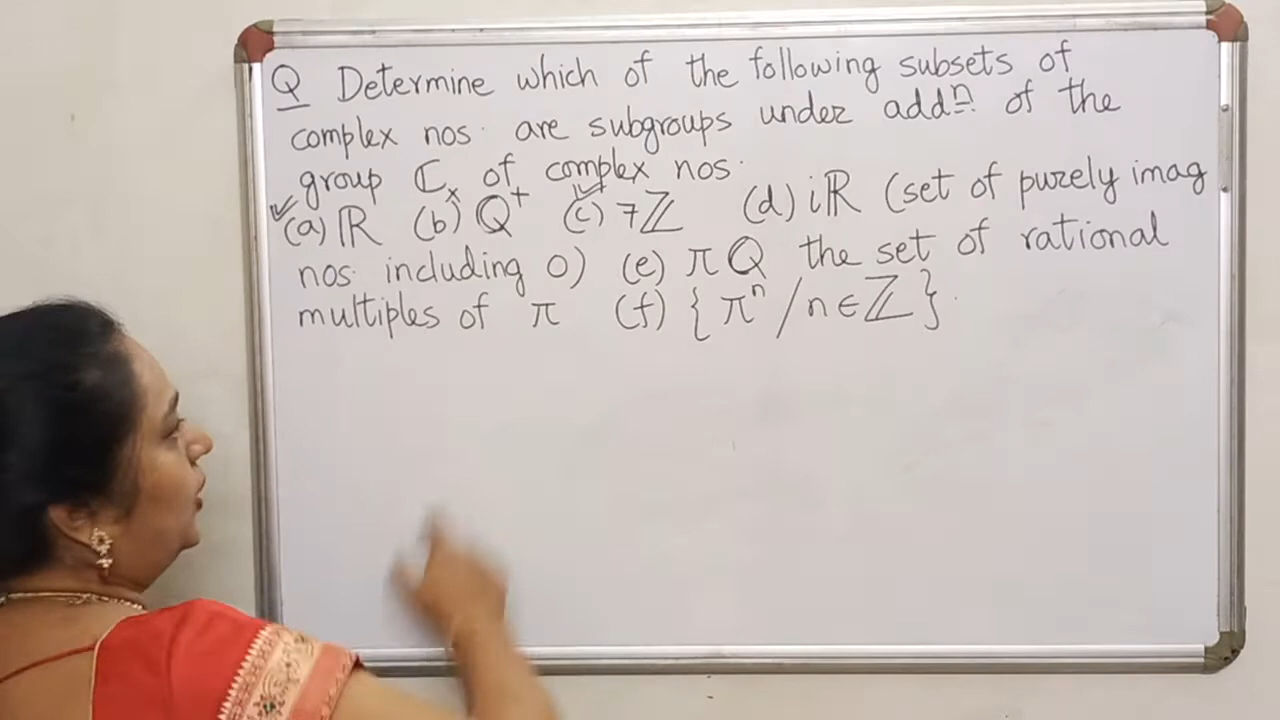 Q Determine which of the following subsets of
complex nos. are subgroups under addn. of the
group ℂx of complex nos.
✓(a) ℝ (b) ℚ+ ✓(c) 7ℤ (d) iℝ (set of purely imag
nos. including 0) (e) πQ the set of rational
multiples of π (f) {πⁿ / n∈ℤ}.